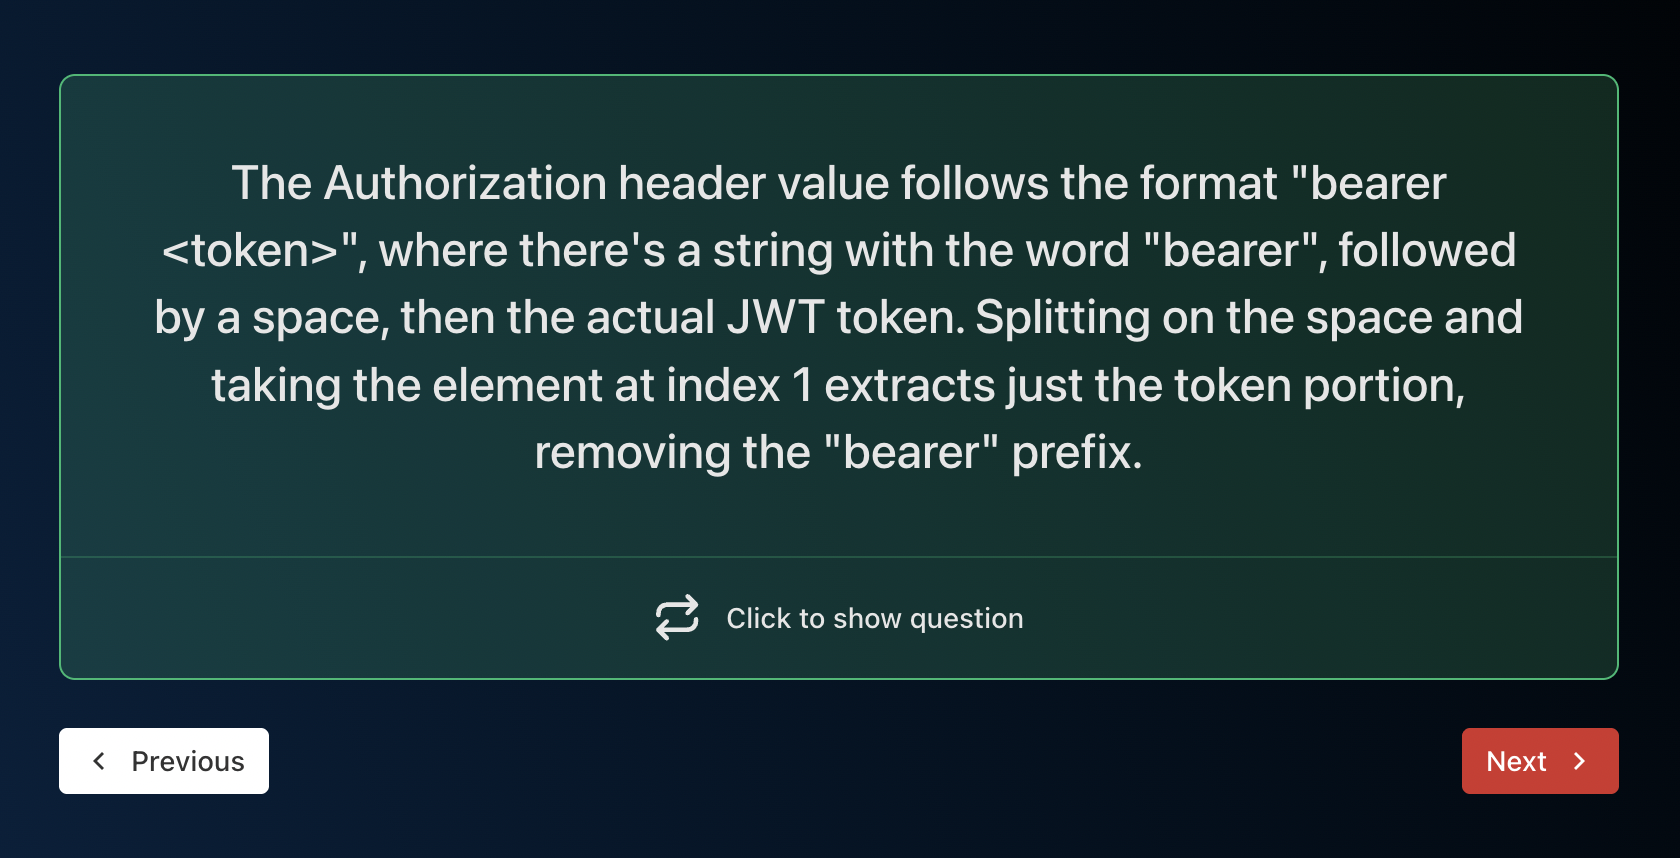 The Authorization header value follows the format "bearer
<token>", where there's a string with the word "bearer", followed
by a space, then the actual JWT token. Splitting on the space and
taking the element at index 1 extracts just the token portion,
removing the "bearer" prefix.
Click to show question
Previous
Next